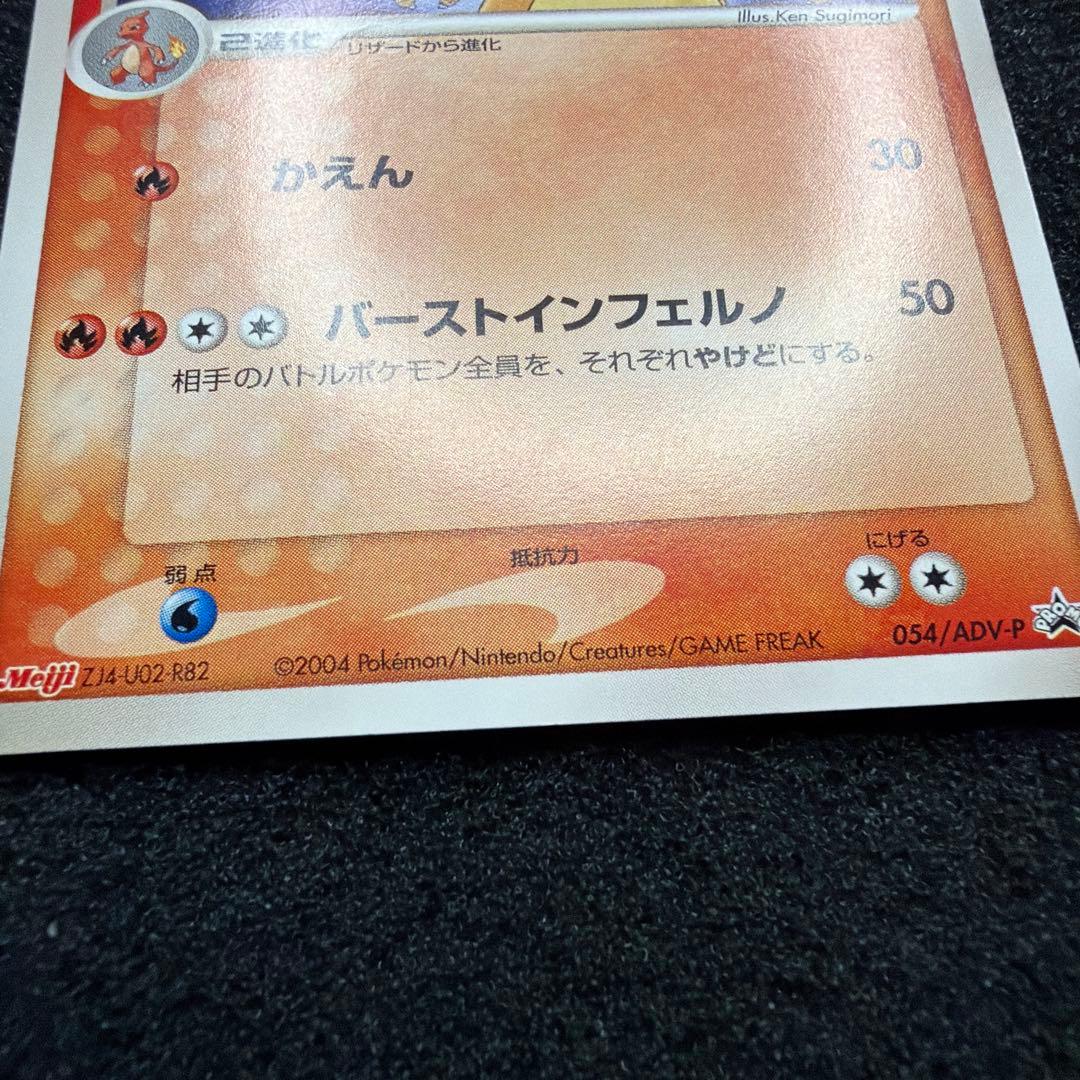 Illus.Ken Sugimori
2進化 リザードから進化
かえん 30
バーストインフェルノ 50
相手のバトルポケモン全員を、それぞれやけどにする。
弱点 抵抗力 にげる
Meiji ZJ4-U02-R82 ©2004 Pokémon/Nintendo/Creatures/GAME FREAK 054/ADV-P